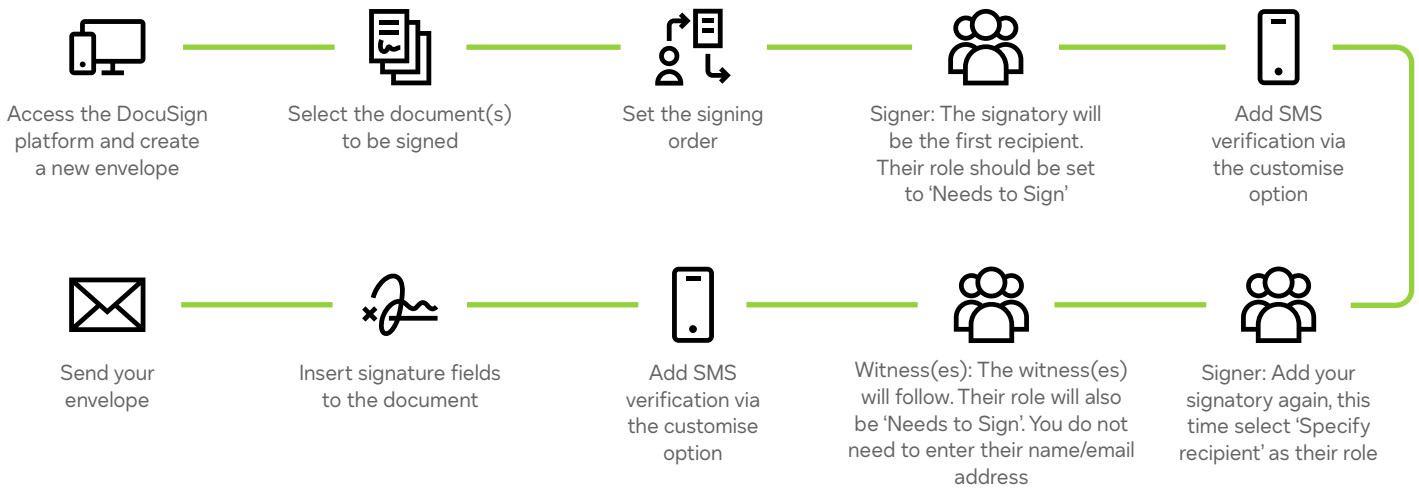 Access the DocuSign
platform and create
a new envelope
Select the document(s)
to be signed
Set the signing
order
Signer: The signatory will
be the first recipient.
Their role should be set
to ‘Needs to Sign’
Add SMS
verification via
the customise
option
Signer: Add your
signatory again, this
time select ‘Specify
recipient’ as their role
Witness(es): The witness(es)
will follow. Their role will also
be ‘Needs to Sign’. You do not
need to enter their name/email
address
Add SMS
verification via
the customise
option
Insert signature fields
to the document
Send your
envelope